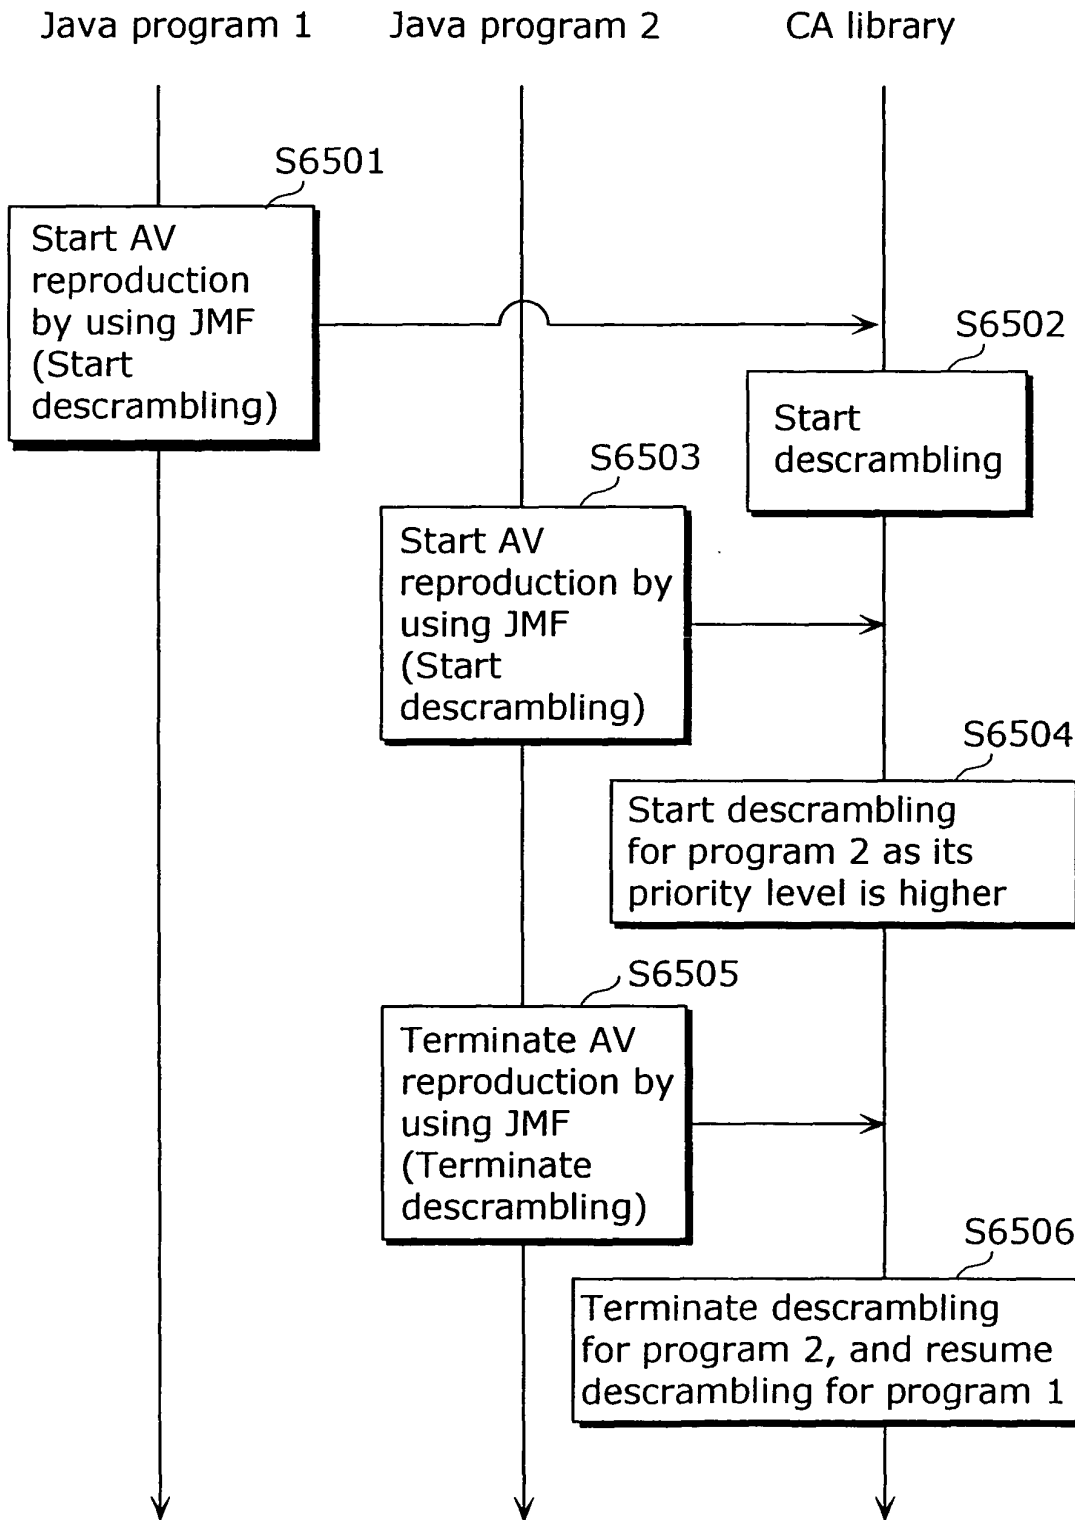 Java program 1
Java program 2
CA library
S6501
Start AV
reproduction
by using JMF
(Start
descrambling)
S6502
Start
descrambling
S6503
Start AV
reproduction by
using JMF
(Start
descrambling)
S6504
Start descrambling
for program 2 as its
priority level is higher
S6505
Terminate AV
reproduction by
using JMF
(Terminate
descrambling)
S6506
Terminate descrambling
for program 2, and resume
descrambling for program 1